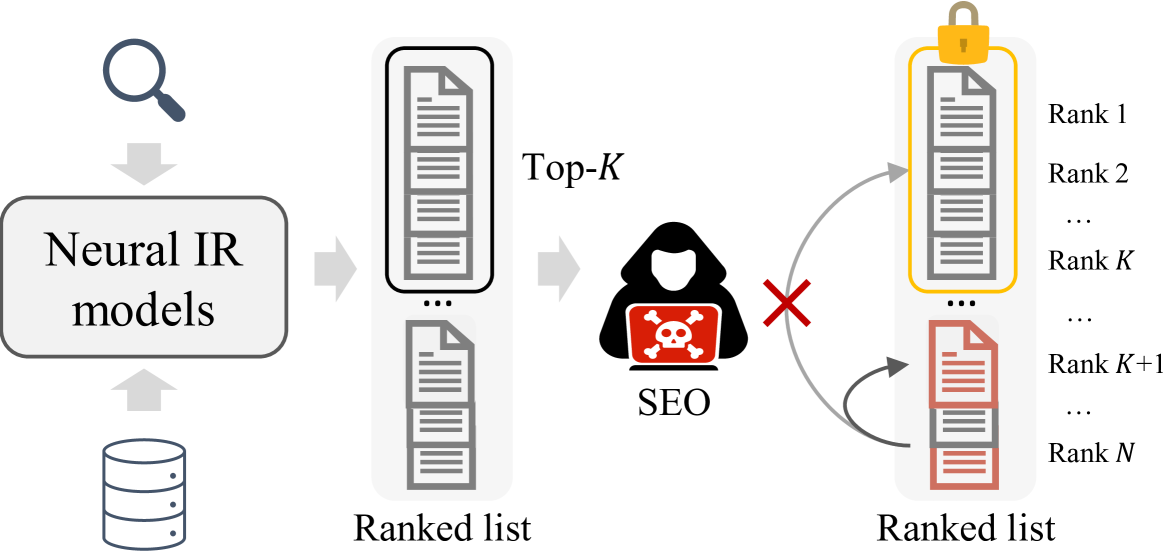 Neural IR
models
Top-K
...
Ranked list
SEO
Rank 1
Rank 2
...
Rank K
...
...
Rank K+1
...
Rank N
Ranked list